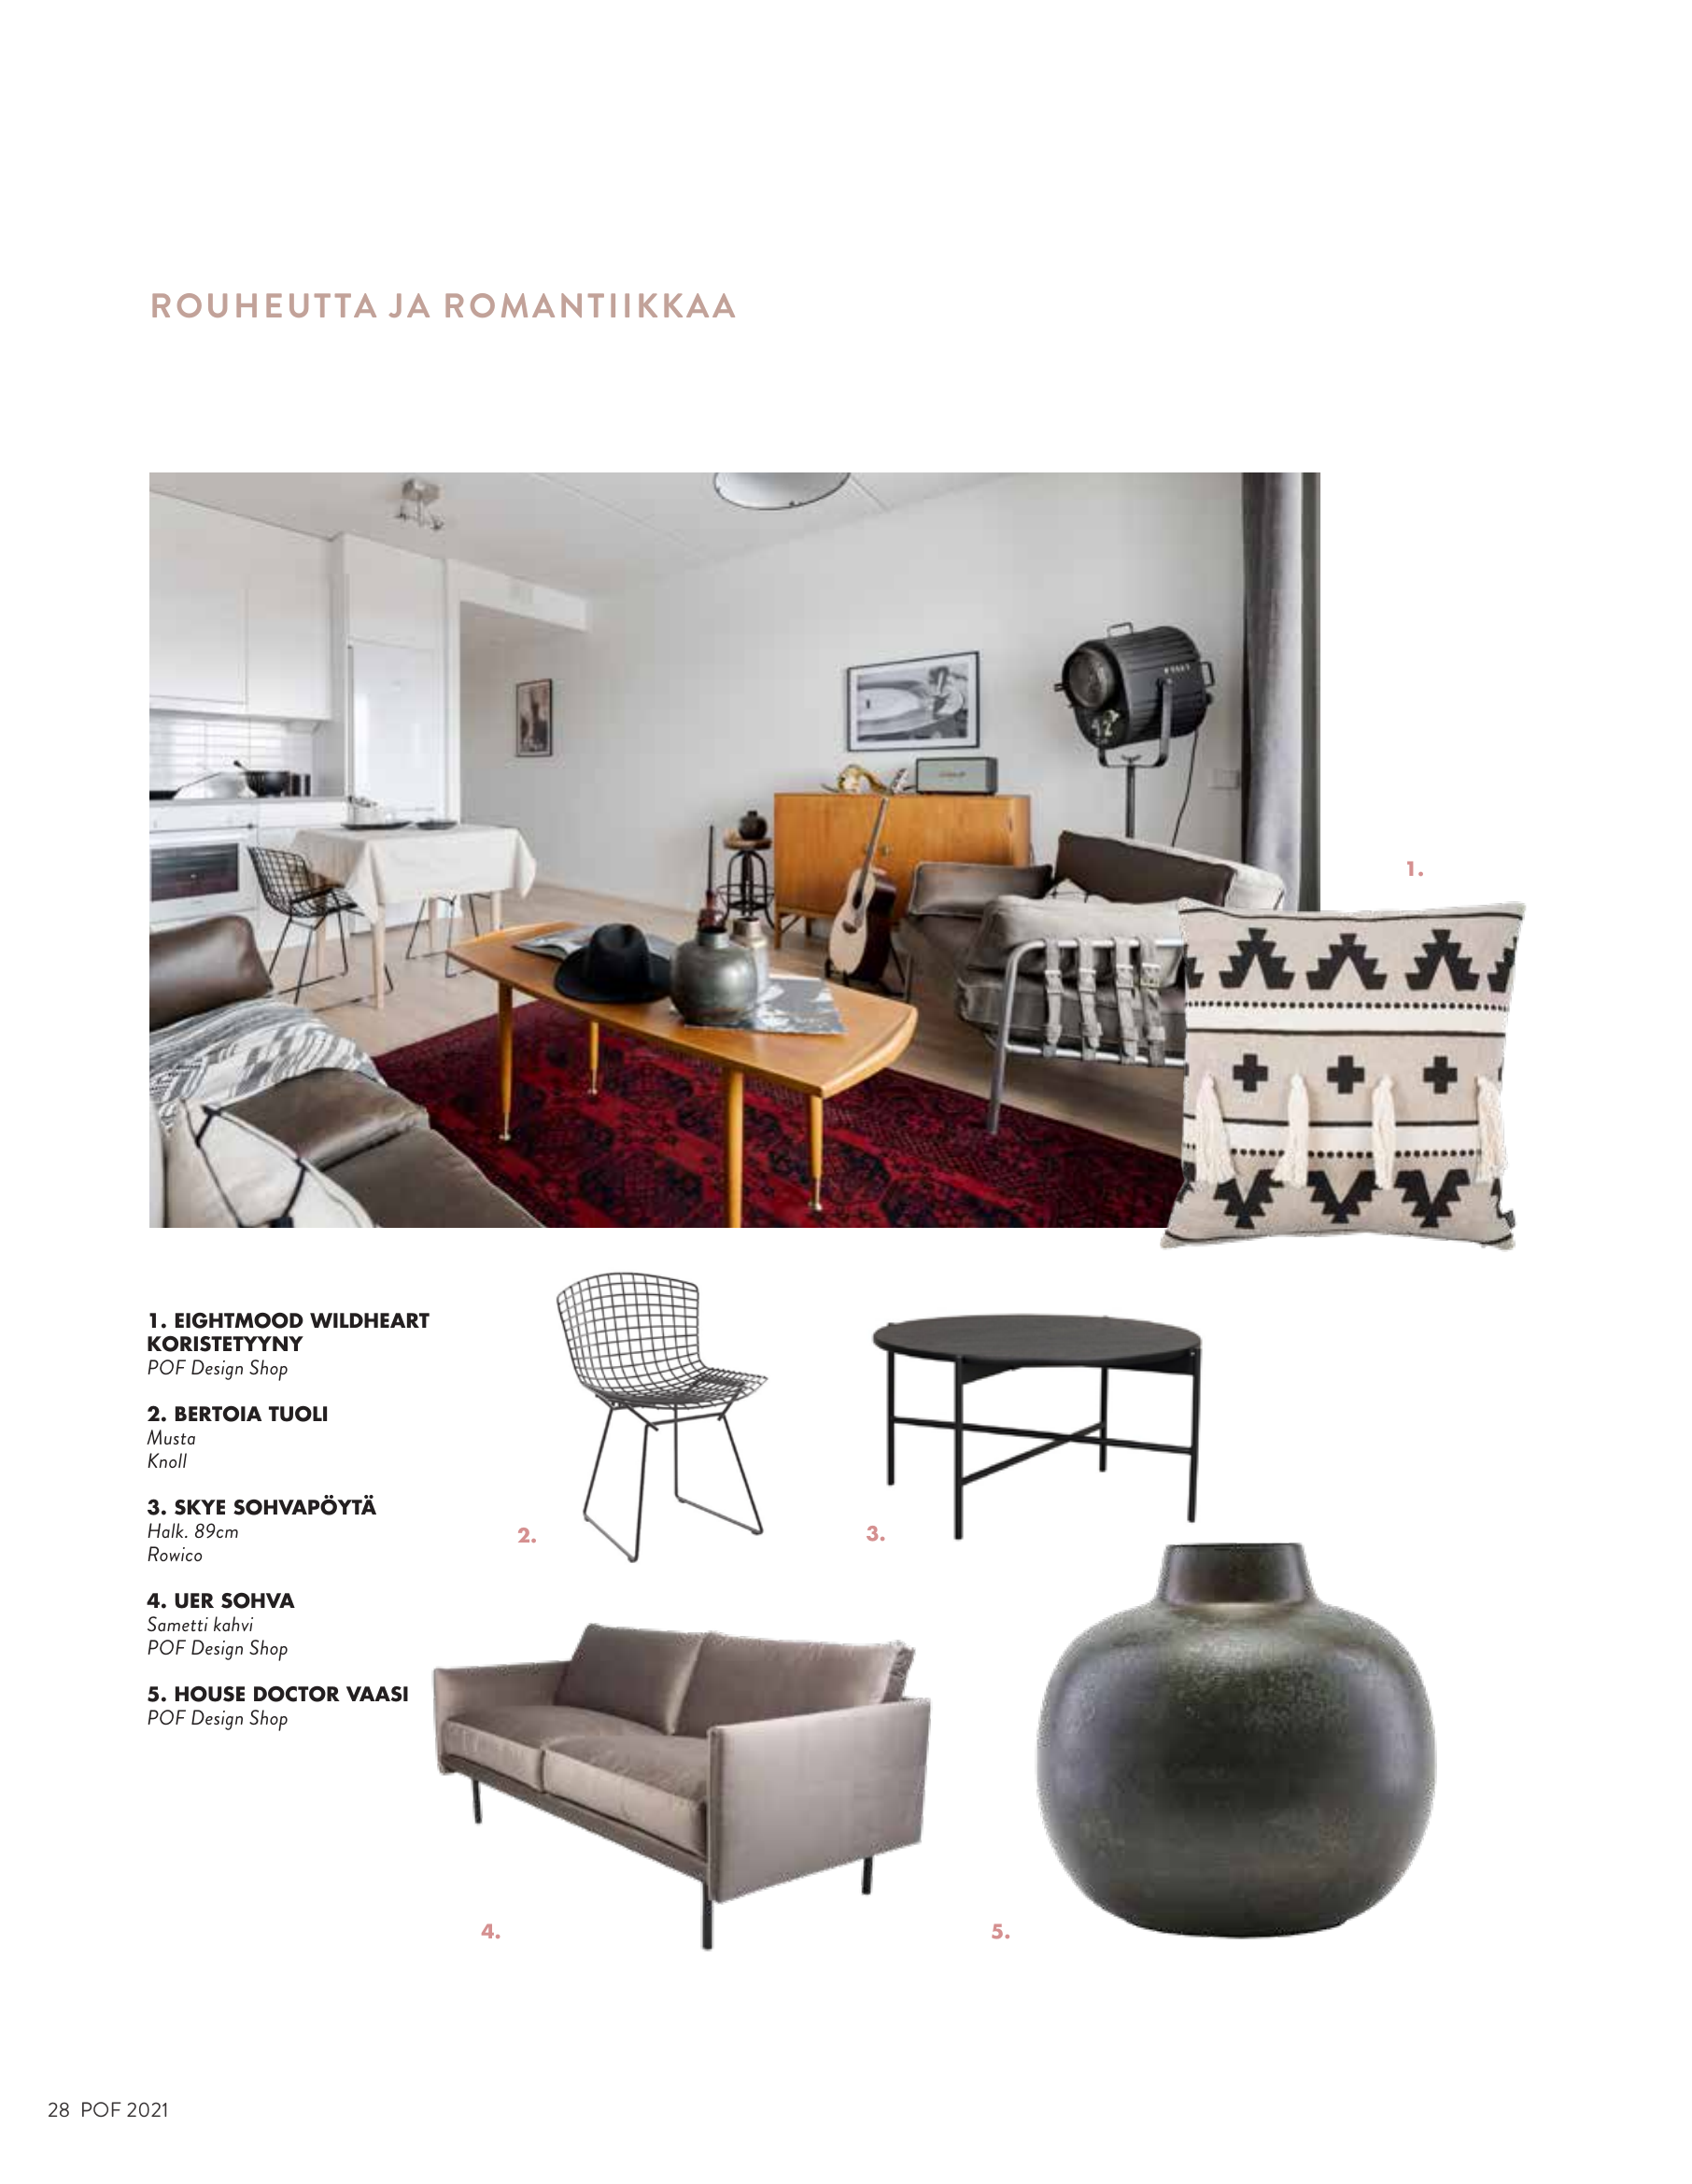 ROUHEUTTA JA ROMANTIIKKAA
1.
1. EIGHTMOOD WILDHEART
KORISTETYYNY
POF Design Shop
2. BERTOIA TUOLI
Musta
Knoll
3. SKYE SOHVAPÖYTÄ
Halk. 89cm
Rowico
4. UER SOHVA
Sametti kahvi
POF Design Shop
5. HOUSE DOCTOR VAASI
POF Design Shop
2.
3.
4.
5.
28 POF 2021